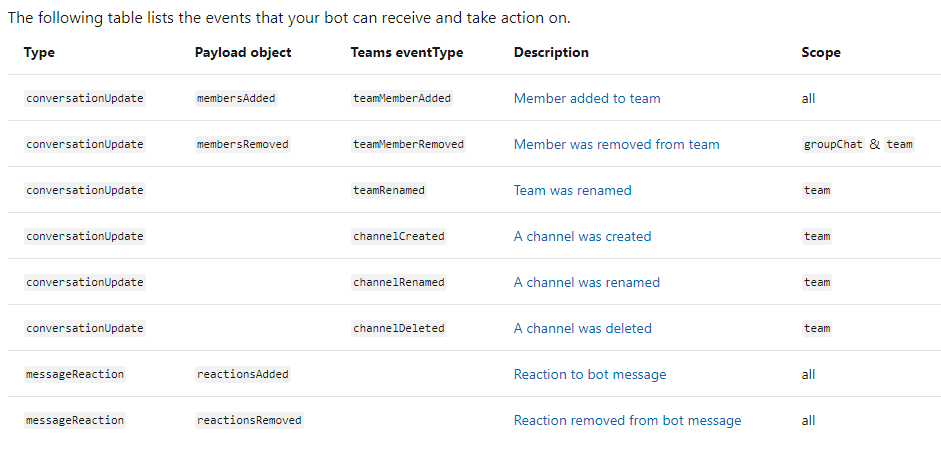 The following table lists the events that your bot can receive and take action on.
Type Payload object Teams eventType Description Scope
conversationUpdate membersAdded teamMemberAdded Member added to team all
conversationUpdate membersRemoved teamMemberRemoved Member was removed from team groupChat & team
conversationUpdate teamRenamed Team was renamed team
conversationUpdate channelCreated A channel was created team
conversationUpdate channelRenamed A channel was renamed team
conversationUpdate channelDeleted A channel was deleted team
messageReaction reactionsAdded Reaction to bot message all
messageReaction reactionsRemoved Reaction removed from bot message all